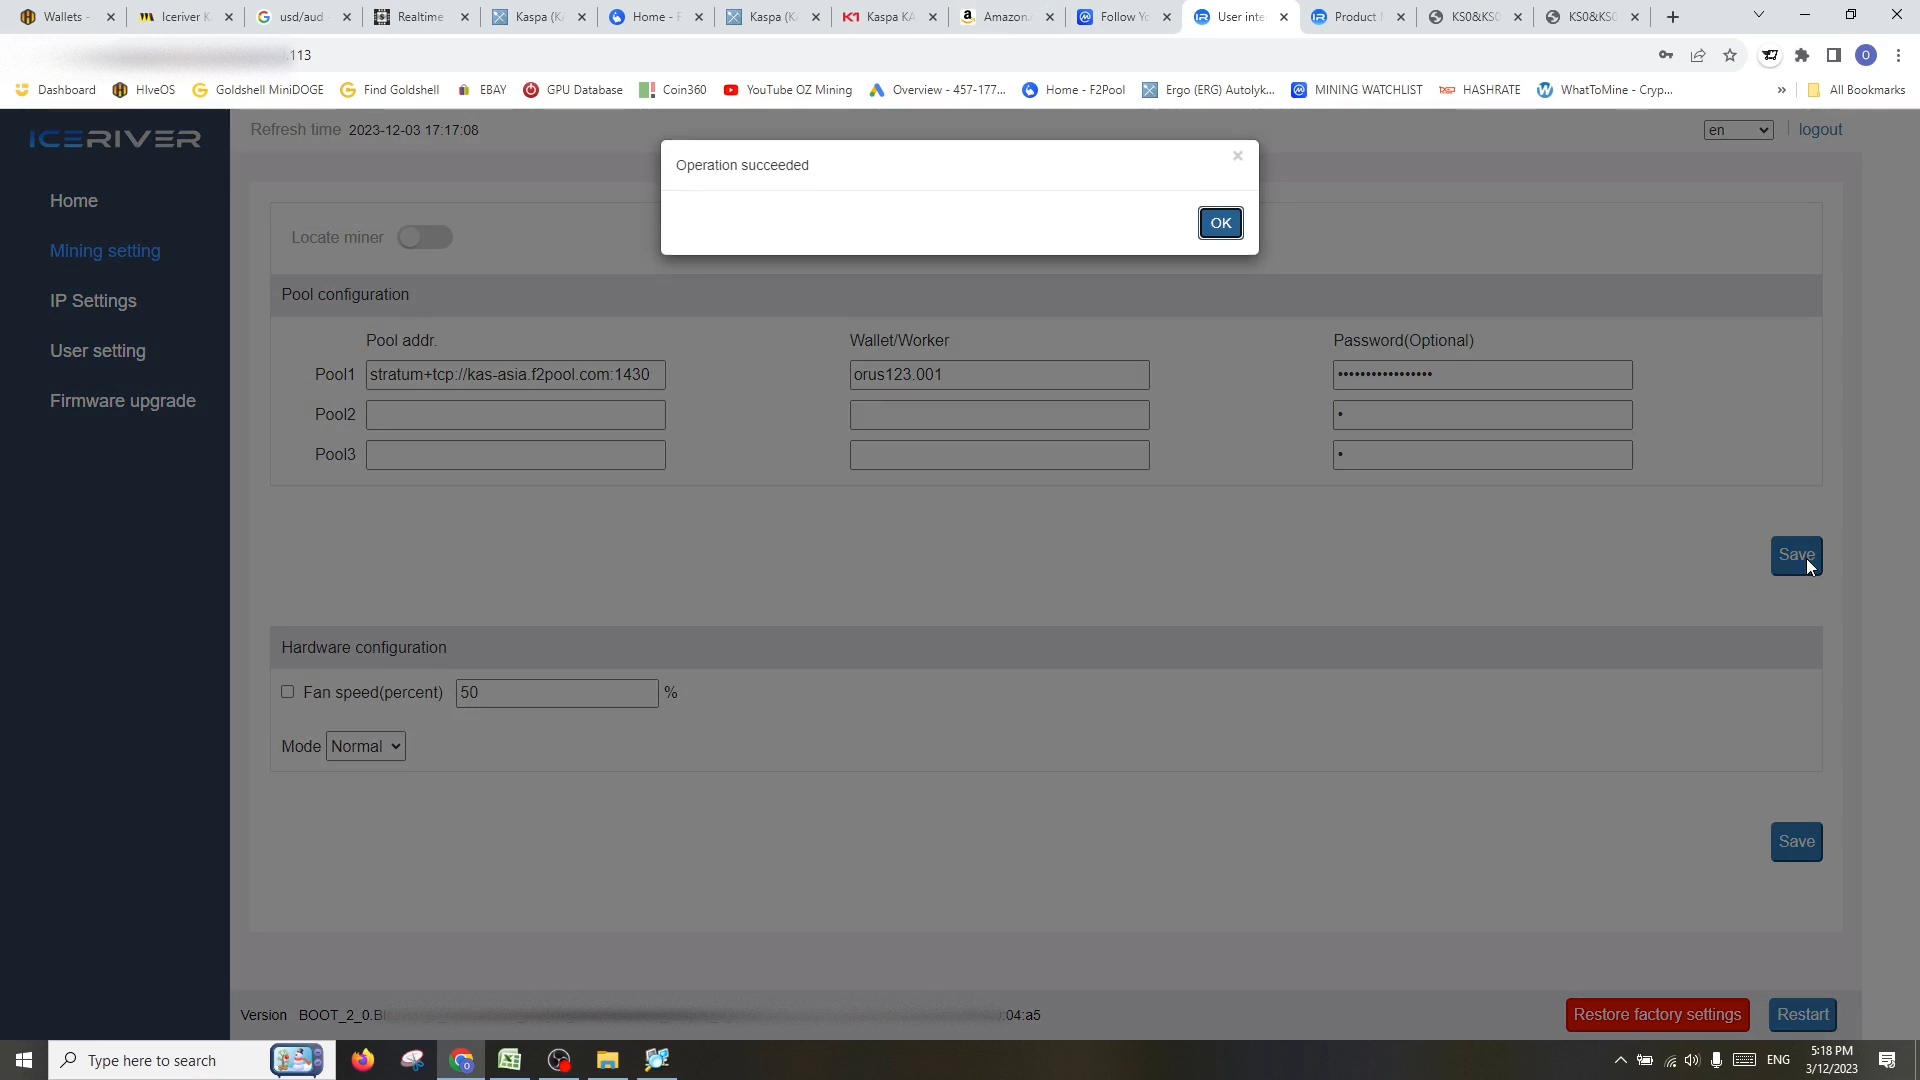 Wallets -
Iceriver K
usd/aud
Realtime
Kaspa (K
Home - F
Kaspa (K
Kaspa KA
Amazon.
Follow Yo
User inte
Product
KS0&KS0
KS0&KS0
113
Dashboard
HIveOS
Goldshell MiniDOGE
Find Goldshell
EBAY
GPU Database
Coin360
YouTube OZ Mining
Overview - 457-177...
Home - F2Pool
Ergo (ERG) Autolyk...
MINING WATCHLIST
HASHRATE
WhatToMine - Cryp...
»
All Bookmarks
ICERIVER
Refresh time 2023-12-03 17:17:08
en
logout
Operation succeeded
OK
Home
Mining setting
IP Settings
User setting
Firmware upgrade
Locate miner
Pool configuration
Pool addr.
Wallet/Worker
Password(Optional)
Pool1
stratum+tcp://kas-asia.f2pool.com:1430
orus123.001
•••••••••••••••••
Pool2
•
Pool3
•
Save
Hardware configuration
Fan speed(percent)
50
%
Mode
Normal
Save
Version BOOT_2_0.
:04:a5
Restore factory settings
Restart
Type here to search
ENG
5:18 PM
3/12/2023